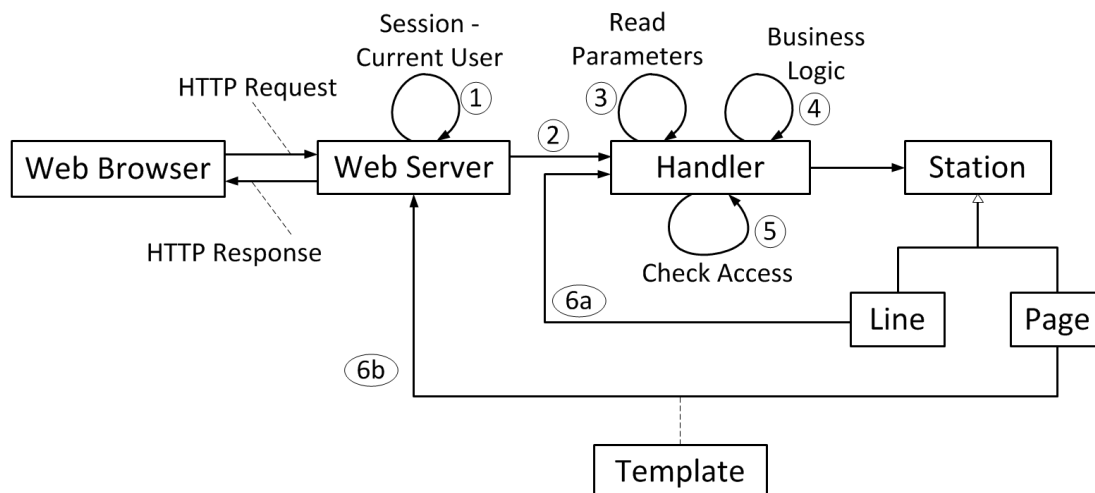 Session -
Current User
Read
Parameters
Business
Logic
HTTP Request
1
3
4
2
Web Browser
Web Server
Handler
Station
HTTP Response
5
Check Access
6a
Line
Page
6b
Template